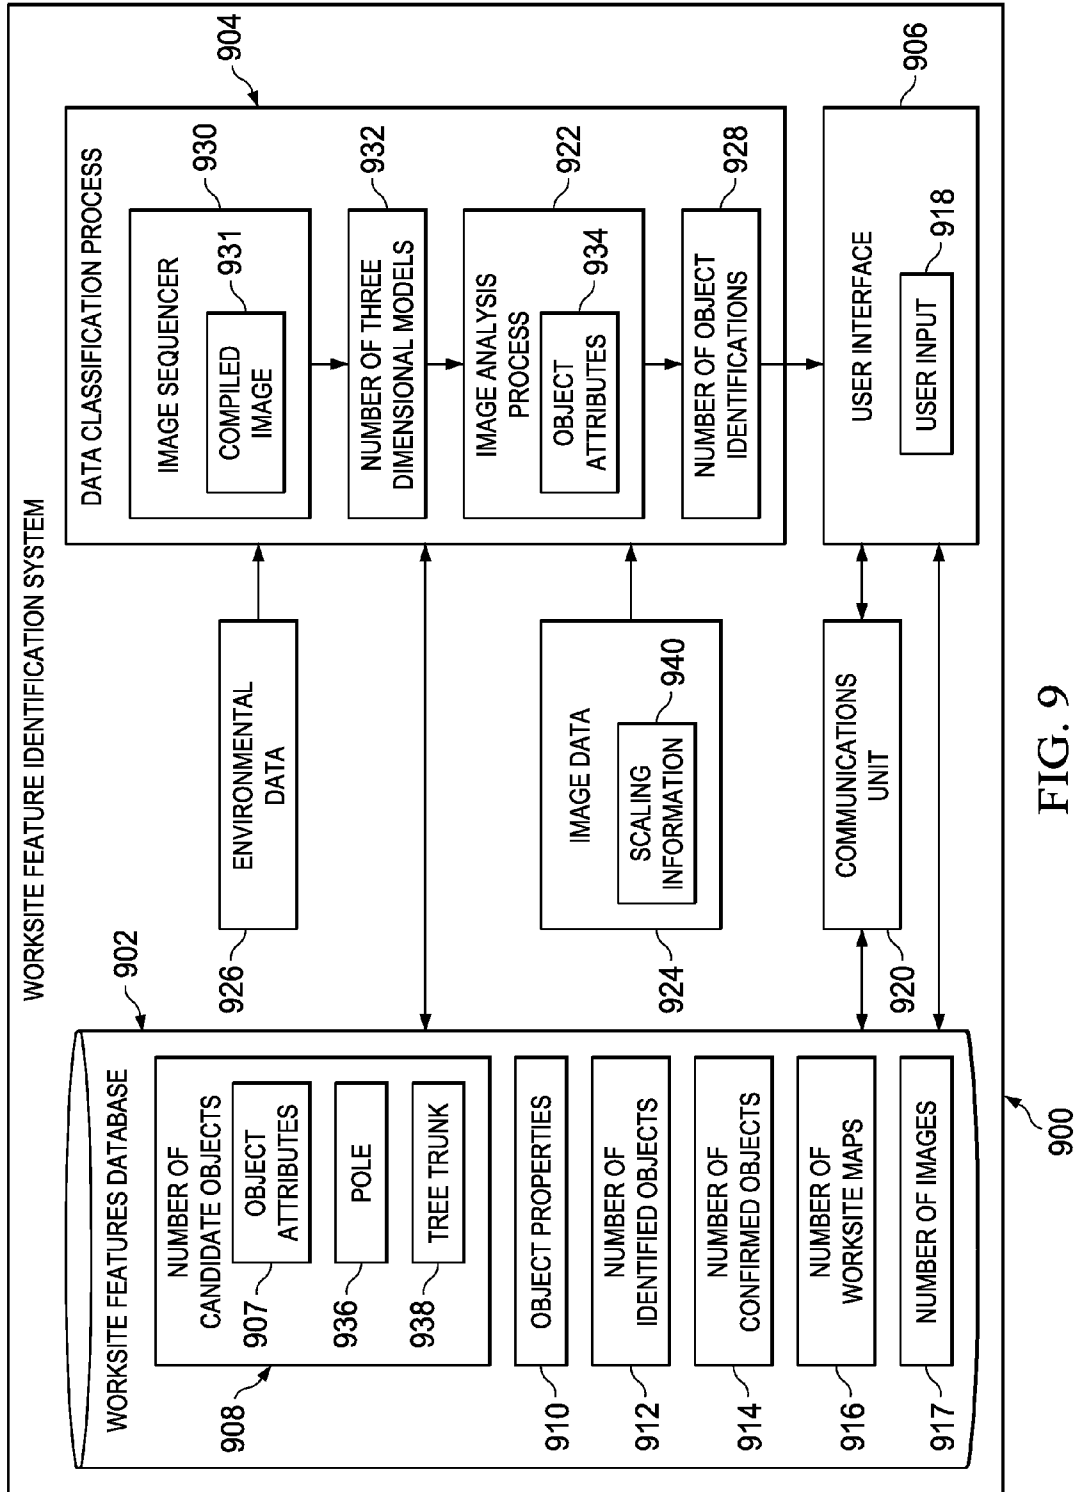 WORKSITE FEATURE IDENTIFICATION SYSTEM
902
WORKSITE FEATURES DATABASE
NUMBER OF
CANDIDATE OBJECTS
OBJECT
ATTRIBUTES
907
POLE
936
TREE TRUNK
938
908
OBJECT PROPERTIES
910
NUMBER OF
IDENTIFIED OBJECTS
912
NUMBER OF
CONFIRMED OBJECTS
914
NUMBER OF
WORKSITE MAPS
916
NUMBER OF IMAGES
917
900
ENVIRONMENTAL
DATA
926
IMAGE DATA
SCALING
INFORMATION
940
924
COMMUNICATIONS
UNIT
920
904
DATA CLASSIFICATION PROCESS
930
IMAGE SEQUENCER
931
COMPILED
IMAGE
932
NUMBER OF THREE
DIMENSIONAL MODELS
922
IMAGE ANALYSIS
PROCESS
934
OBJECT
ATTRIBUTES
928
NUMBER OF OBJECT
IDENTIFICATIONS
906
USER INTERFACE
918
USER INPUT
FIG. 9